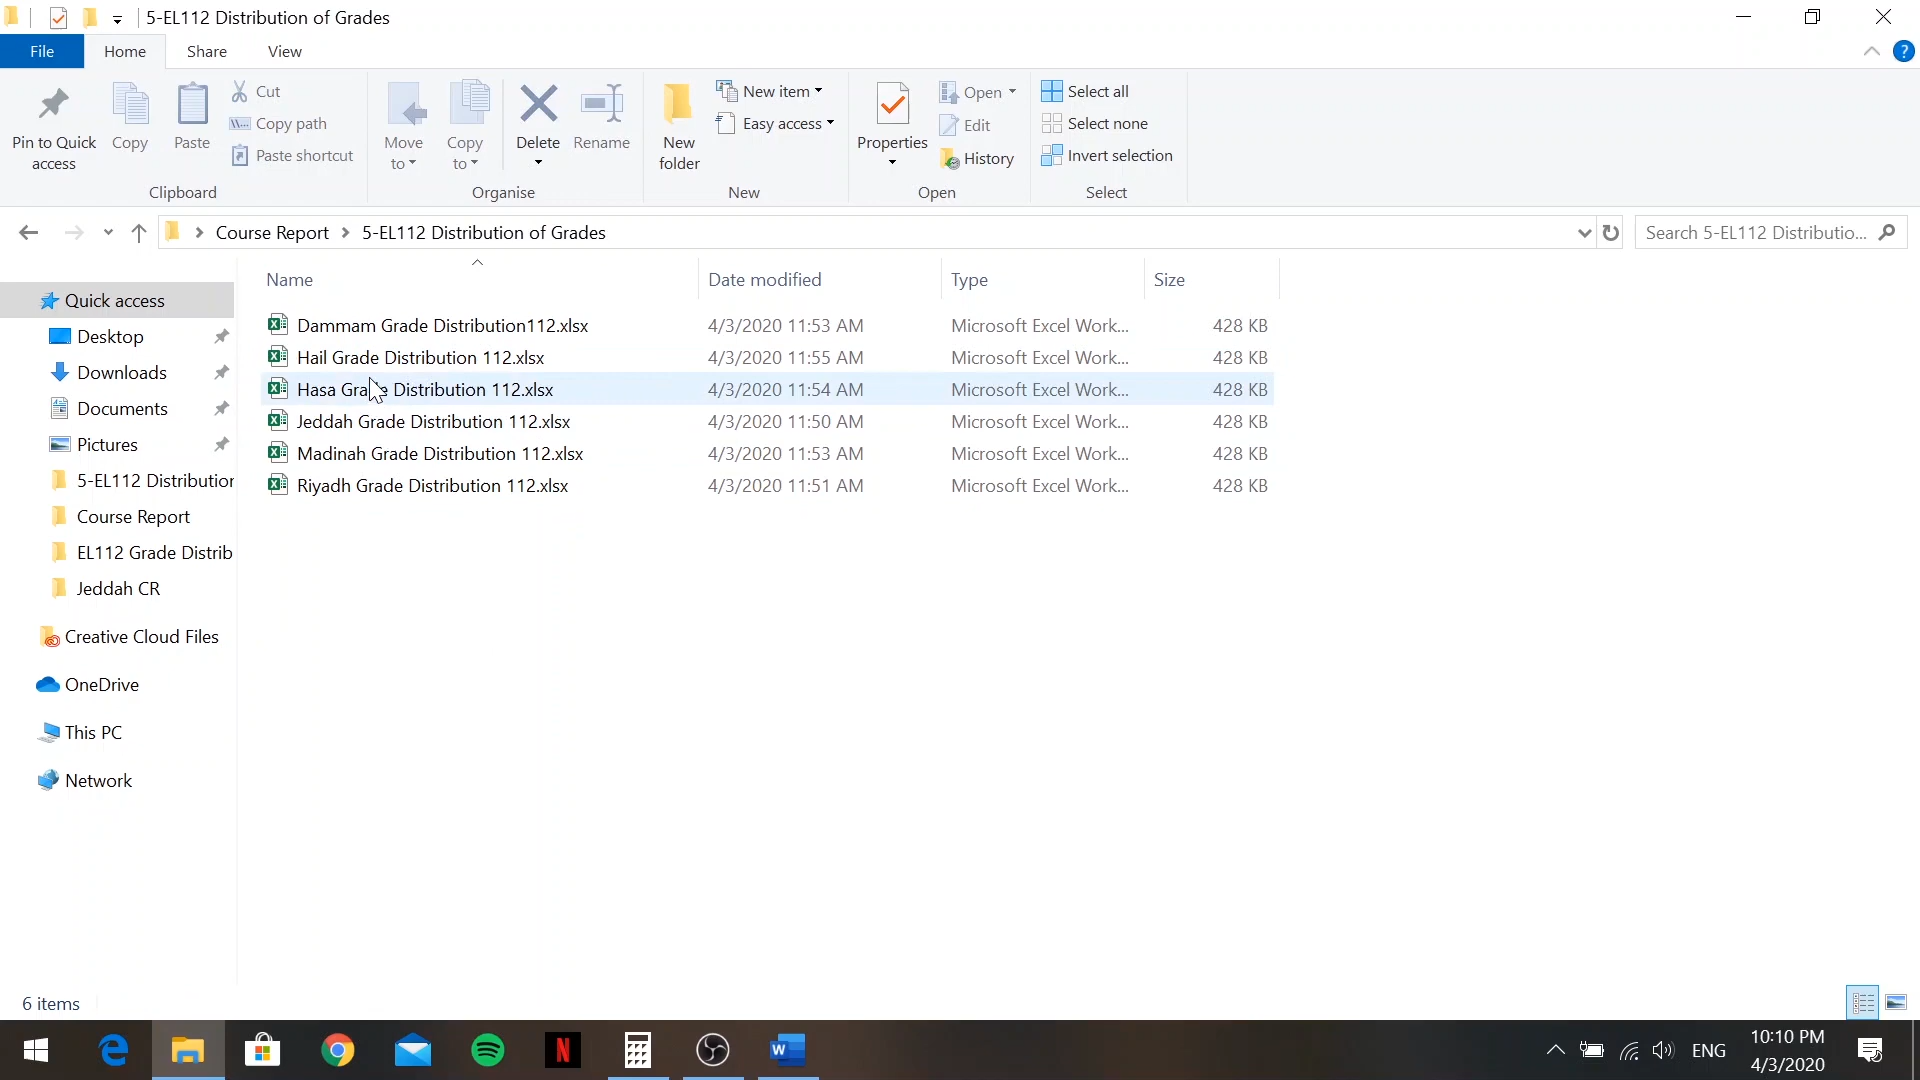 5-EL112 Distribution of Grades
File Home Share View
Pin to Quick access
Copy
Paste
Cut
Copy path
Paste shortcut
Clipboard
Move to
Copy to
Delete
Rename
Organise
New folder
New item
Easy access
New
Properties
Open
Edit
History
Open
Select all
Select none
Invert selection
Select
Course Report 5-EL112 Distribution of Grades
Search 5-EL112 Distributio...
Name Date modified Type Size
Quick access
Desktop
Downloads
Documents
Pictures
5-EL112 Distribution
Course Report
EL112 Grade Distrib
Jeddah CR
Creative Cloud Files
OneDrive
This PC
Network
Dammam Grade Distribution112.xlsx 4/3/2020 11:53 AM Microsoft Excel Work... 428 KB
Hail Grade Distribution 112.xlsx 4/3/2020 11:55 AM Microsoft Excel Work... 428 KB
Hasa Grade Distribution 112.xlsx 4/3/2020 11:54 AM Microsoft Excel Work... 428 KB
Jeddah Grade Distribution 112.xlsx 4/3/2020 11:50 AM Microsoft Excel Work... 428 KB
Madinah Grade Distribution 112.xlsx 4/3/2020 11:53 AM Microsoft Excel Work... 428 KB
Riyadh Grade Distribution 112.xlsx 4/3/2020 11:51 AM Microsoft Excel Work... 428 KB
6 items
ENG
10:10 PM
4/3/2020